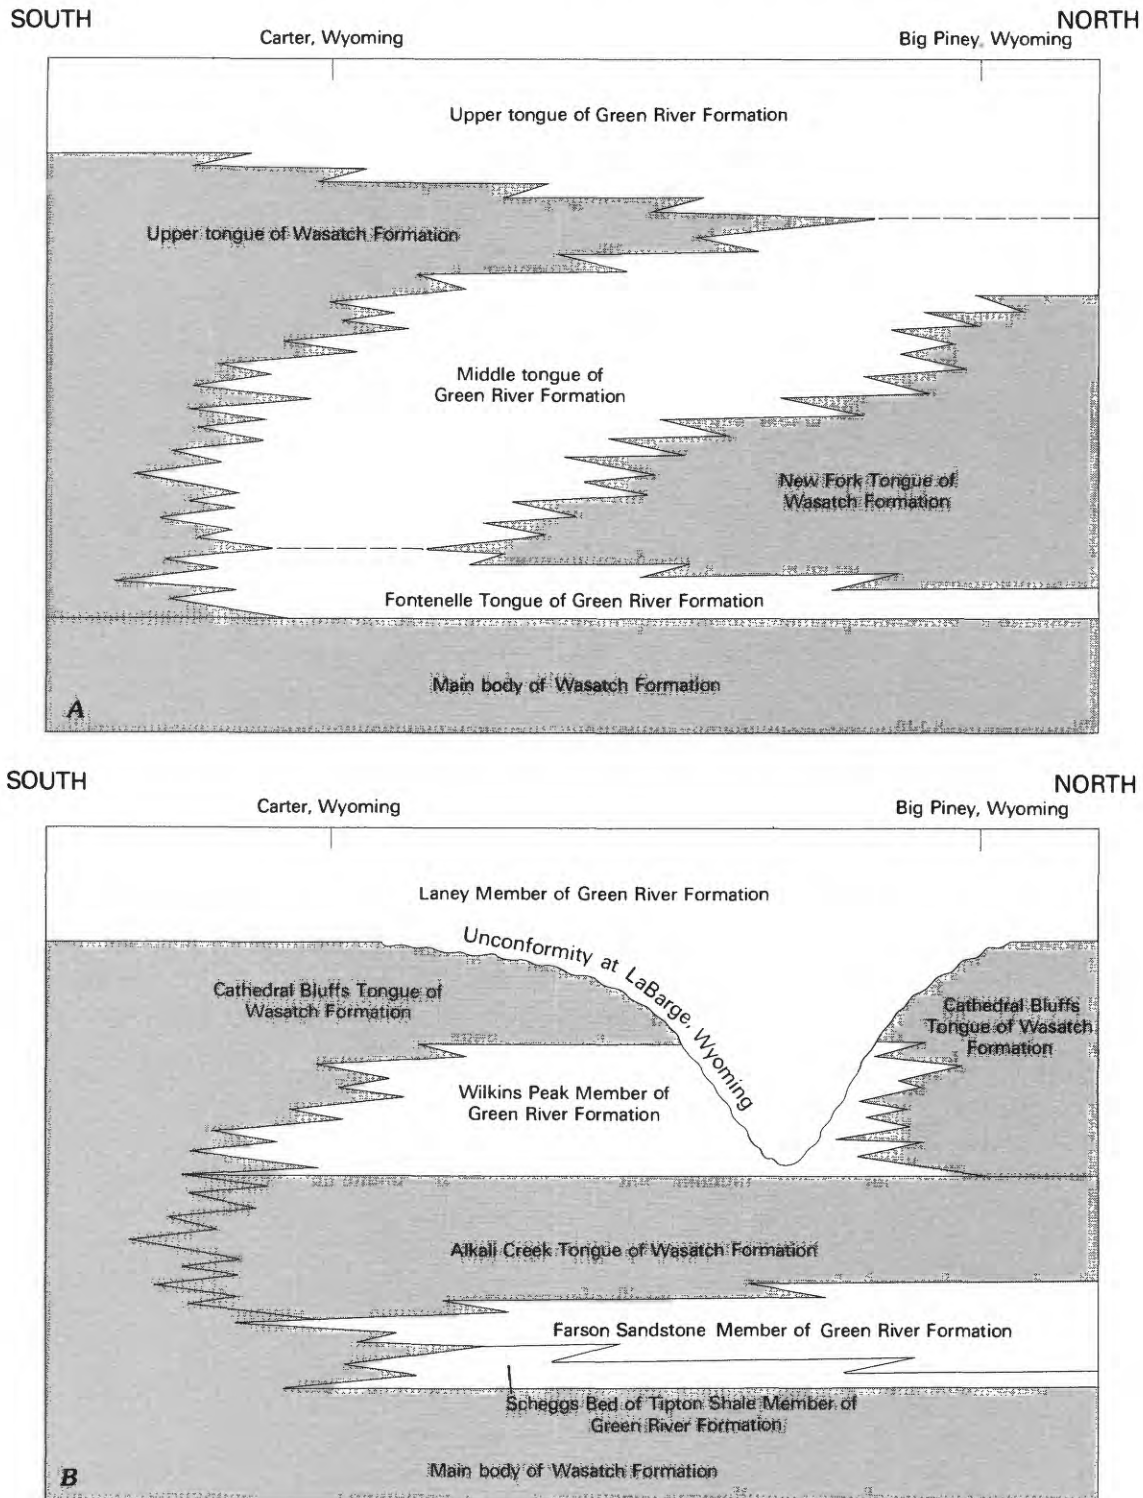 SOUTH
NORTH
Carter, Wyoming
Big Piney, Wyoming
Upper tongue of Green River Formation
Upper tongue of Wasatch Formation
Middle tongue of
Green River Formation
New Fork Tongue of
Wasatch Formation
Fontenelle Tongue of Green River Formation
Main body of Wasatch Formation
A
SOUTH
NORTH
Carter, Wyoming
Big Piney, Wyoming
Laney Member of Green River Formation
Unconformity at LaBarge, Wyoming
Cathedral Bluffs Tongue of
Wasatch Formation
Cathedral Bluffs
Tongue of Wasatch
Formation
Wilkins Peak Member of
Green River Formation
Alkali Creek Tongue of Wasatch Formation
Farson Sandstone Member of Green River Formation
Scheggs Bed of Tipton Shale Member of
Green River Formation
Main body of Wasatch Formation
B